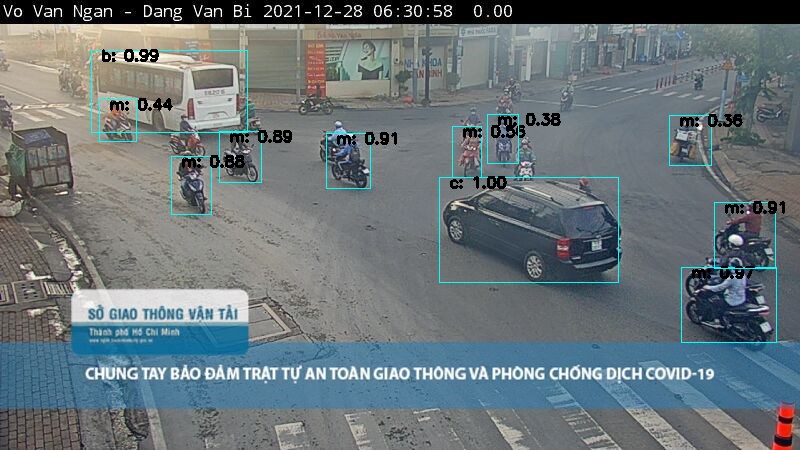 Vo Van Ngan - Dang Van Bi 2021-12-28 06:30:58 0.00
b: 0.99
m: 0.44
m: 0.89
m: 0.88
m: 0.91
m: 0.38
m: 0.36
c: 1.00
m: 0.91
m: 0.97
SỞ GIAO THÔNG VẬN TẢI
Thành phố Hồ Chí Minh
CHUNG TAY BẢO ĐẢM TRẬT TỰ AN TOÀN GIAO THÔNG VÀ PHÒNG CHỐNG DỊCH COVID-19